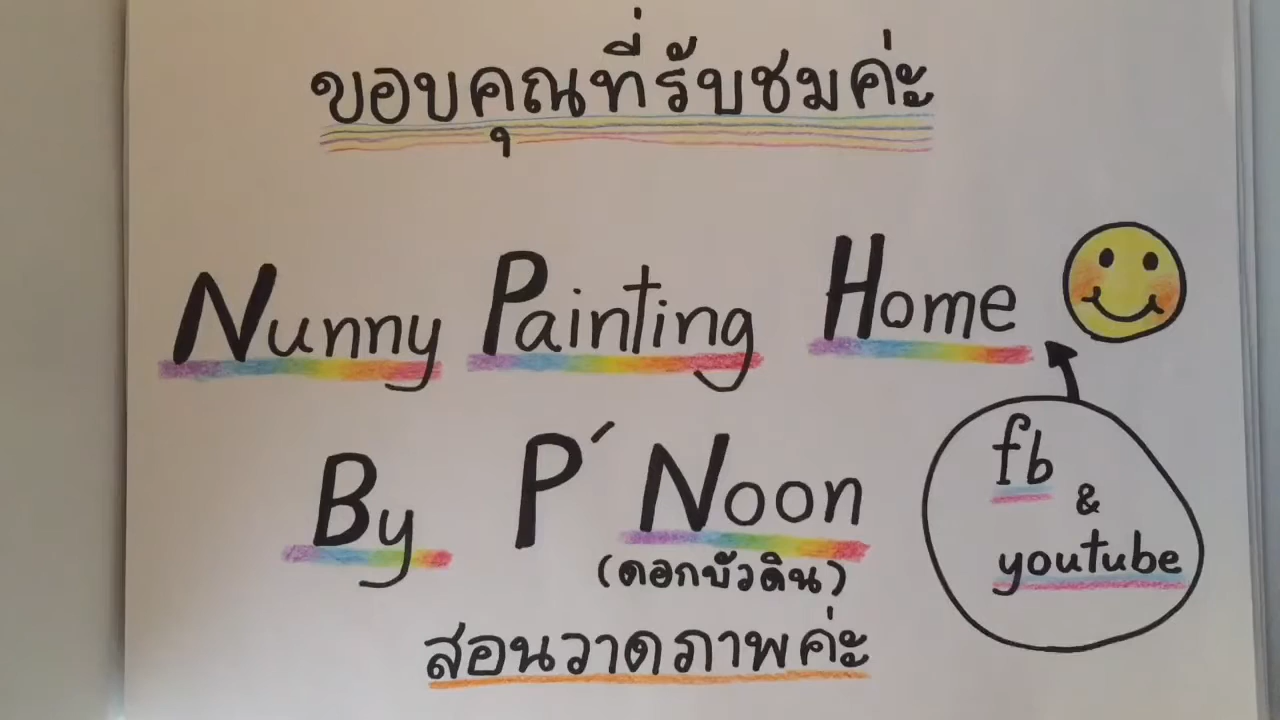 ขอบคุณที่รับชมค่ะ
Nunny Painting Home
By P' Noon
(ดอกบัวดิน)
สอนวาดภาพค่ะ
fb
&
youtube